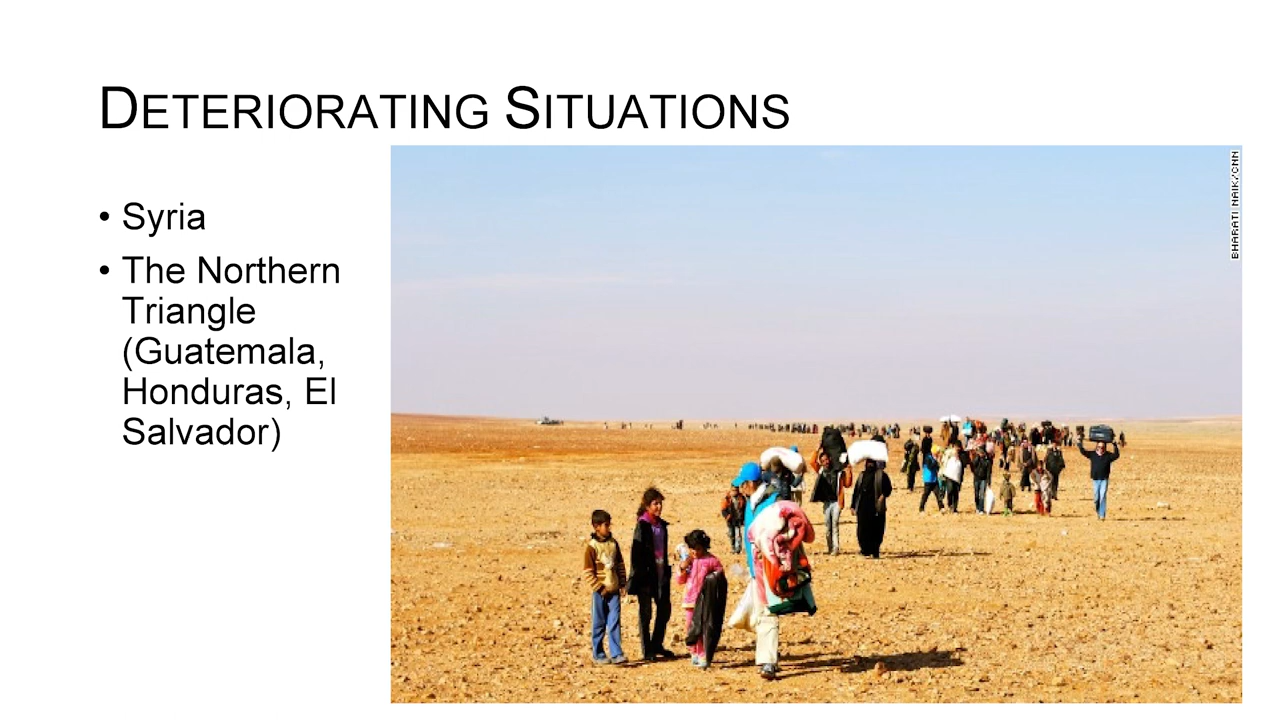 DETERIORATING SITUATIONS
• Syria
• The Northern
Triangle
(Guatemala,
Honduras, El
Salvador)
BHARATI NAIK/CNN